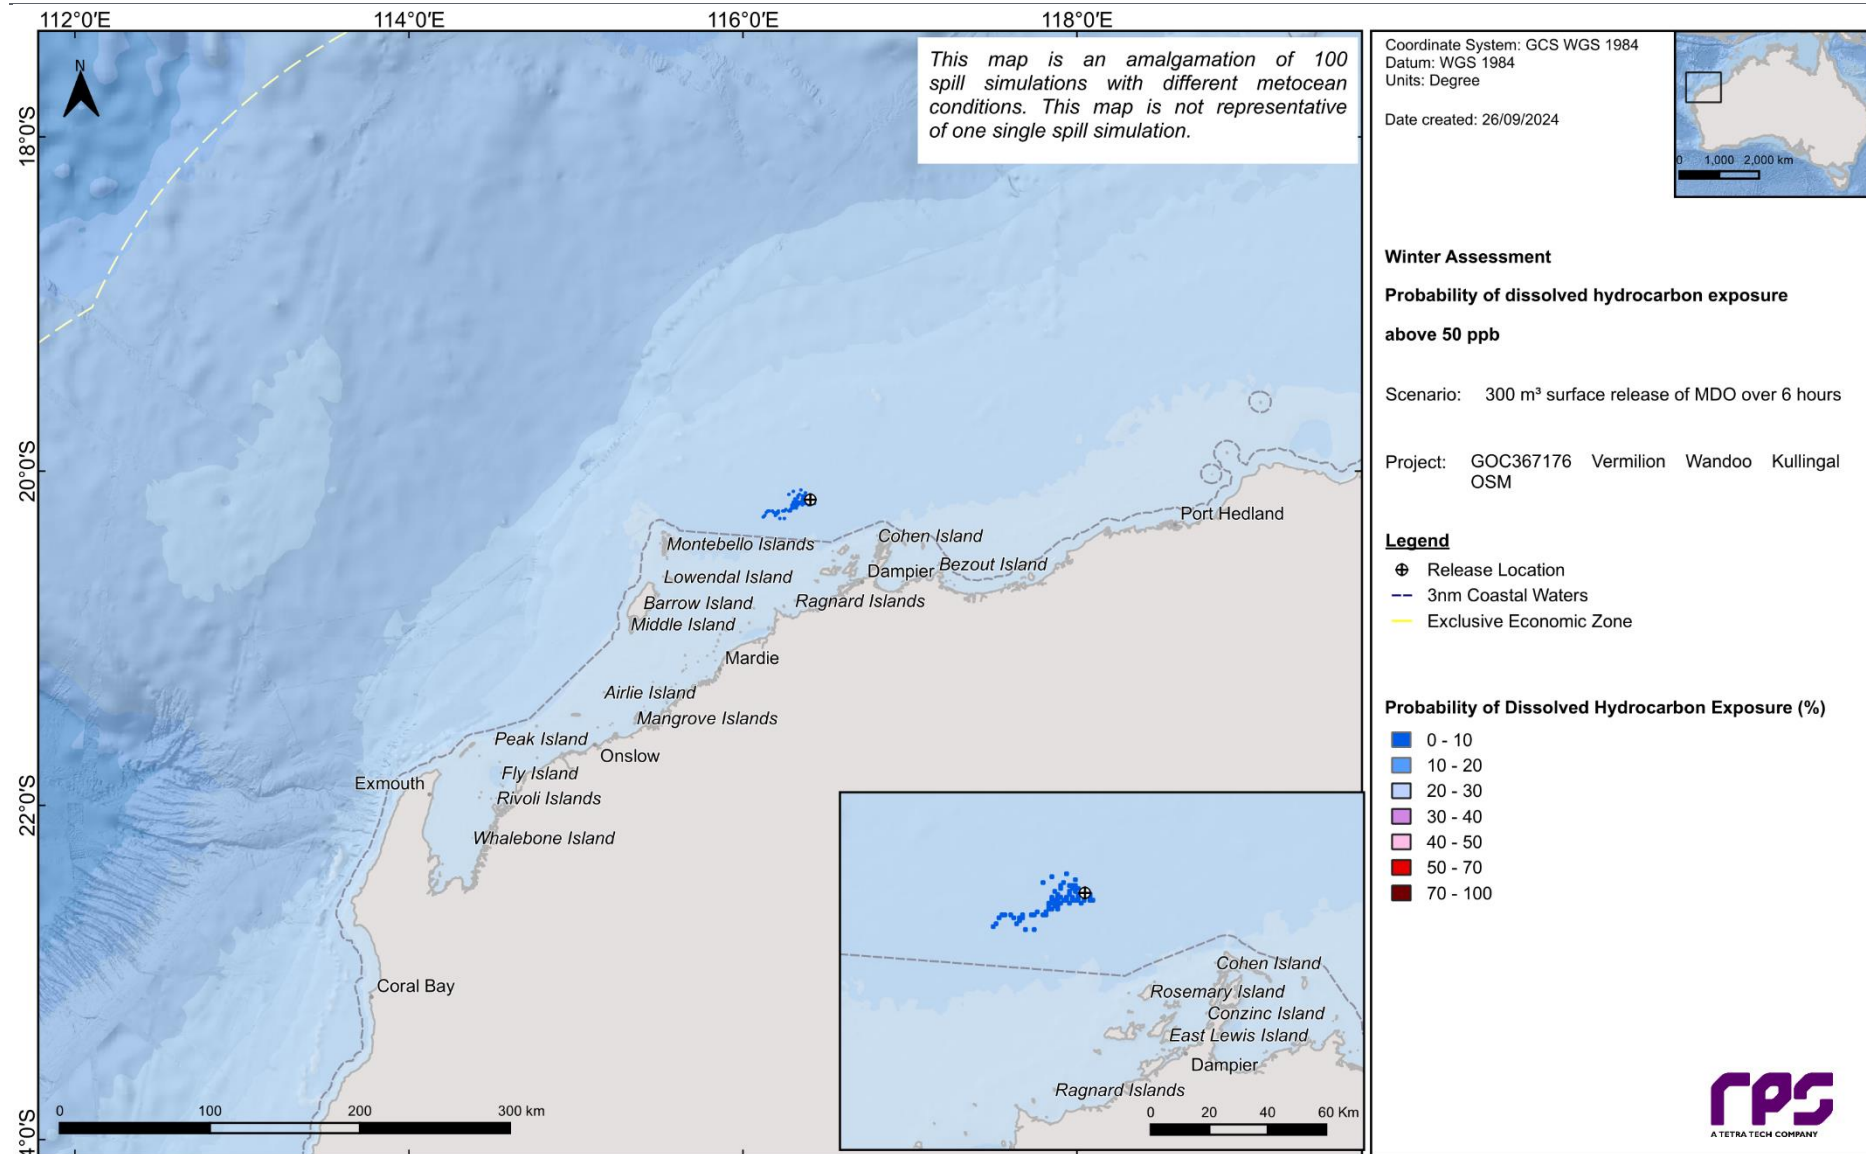 112°0'E 114°0'E 116°0'E 118°0'E
18°0'S
20°0'S
22°0'S
4°0'S
N
This map is an amalgamation of 100
spill simulations with different metocean
conditions. This map is not representative
of one single spill simulation.
Montebello Islands
Cohen Island
Port Hedland
Lowendal Island
Dampier
Bezout Island
Barrow Island
Ragnard Islands
Middle Island
Mardie
Airlie Island
Mangrove Islands
Peak Island
Onslow
Exmouth
Fly Island
Rivoli Islands
Whalebone Island
Coral Bay
0 100 200 300 km
Cohen Island
Rosemary Island
Conzinc Island
East Lewis Island
Dampier
Ragnard Islands
0 20 40 60 Km
Coordinate System: GCS WGS 1984
Datum: WGS 1984
Units: Degree
Date created: 26/09/2024
0 1,000 2,000 km
Winter Assessment
Probability of dissolved hydrocarbon exposure
above 50 ppb
Scenario: 300 m³ surface release of MDO over 6 hours
Project: GOC367176 Vermilion Wandoo Kullingal
OSM
Legend
Release Location
3nm Coastal Waters
Exclusive Economic Zone
Probability of Dissolved Hydrocarbon Exposure (%)
0 - 10
10 - 20
20 - 30
30 - 40
40 - 50
50 - 70
70 - 100
rps
A TETRA TECH COMPANY